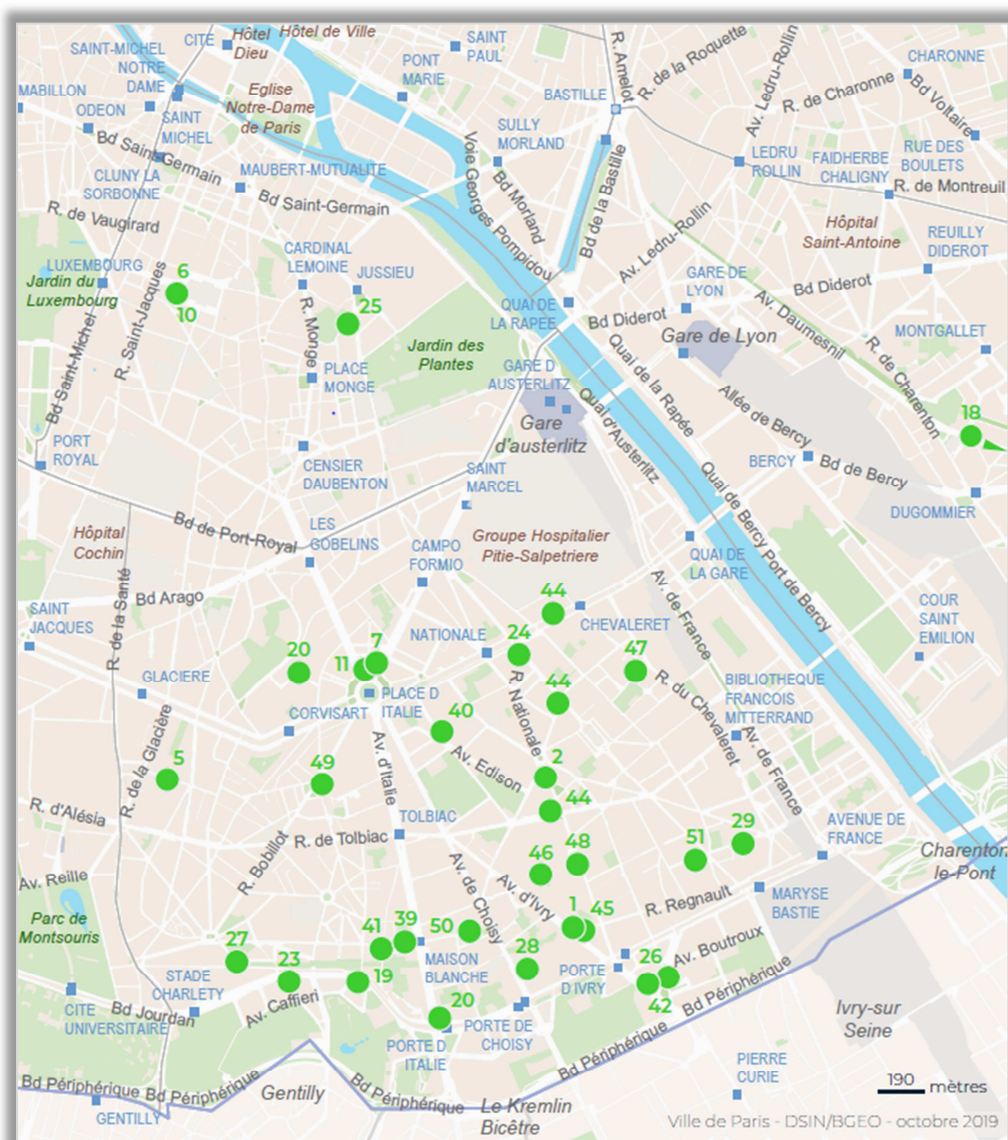 CITE
Hôtel
Dieu
Hôtel de Ville
SAINT
PAUL
SAINT-MICHEL
NOTRE
DAME
PONT
MARIE
R. Amelot
R. de la Roquette
Av. Ledru-Rollin
CHARONNE
MABILLON
ODEON
SAINT
MICHEL
Eglise
Notre-Dame
de Paris
BASTILLE
R. de Charonne
Bd Voltaire
Bd Saint-Germain
CLUNY LA
SORBONNE
MAUBERT-MUTUALITE
Voie Georges Pompidou
SULLY
MORLAND
Bd Morland
Bd de la Bastille
LEDRU
ROLLIN
FAIDHERBE
CHALIGNY
RUE DES
BOULETS
R. de Montreuil
Bd Saint-Germain
R. de Vaugirard
Av. Ledru-Rollin
Hôpital
Saint-Antoine
REUILLY
DIDEROT
LUXEMBOURG
Jardin du
Luxembourg
R. Saint-Jacques
6
10
CARDINAL
LEMOINE
JUSSIEU
25
R. Monge
GARE DE
LYON
Bd Diderot
Av. Daumesnil
QUAI DE
LA RAPEE
Bd Diderot
Gare de Lyon
MONTGALLET
R. de Charenton
Bd Saint-Michel
PLACE
MONGE
Jardin des
Plantes
GARE D
AUSTERLITZ
Quai de la Rapée
Quai d'Austerlitz
Allée de Bercy
18
Gare
d'austerlitz
PORT
ROYAL
CENSIER
DAUBENTON
SAINT
MARCEL
BERCY
Bd de Bercy
Quai de Bercy
DUGOMMIER
Hôpital
Cochin
Bd de Port-Royal
LES
GOBELINS
CAMPO
FORMIO
Groupe Hospitalier
Pitie-Salpetriere
QUAI DE
LA GARE
Port de Bercy
R. de la Santé
Bd Arago
SAINT
JACQUES
44
CHEVALERET
Av. de France
COUR
SAINT
EMILION
20
11
7
NATIONALE
24
47
GLACIERE
PLACE D
ITALIE
R. Nationale
44
R. du Chevaleret
BIBLIOTHEQUE
FRANCOIS
MITTERRAND
CORVISART
40
R. de la Glacière
5
49
Av. d'Italie
Av. Edison
2
Av. de France
R. d'Alésia
R. Bobillot
R. de Tolbiac
TOLBIAC
44
AVENUE DE
FRANCE
Charenton
le-Pont
Av. Reille
Av. de Choisy
46
48
51
29
Av. d'Ivry
R. Regnault
MARYSE
BASTIE
Parc de
Montsouris
27
41
39
50
1
45
MAISON
BLANCHE
28
PORTE
D IVRY
26
Av. Boutroux
STADE
CHARLETY
23
19
42
Bd Périphérique
CITE
UNIVERSITAIRE
Bd Jourdan
Av. Caffieri
20
PORTE DE
CHOISY
Ivry-sur
Seine
PORTE D
ITALIE
Bd Périphérique
PIERRE
CURIE
Bd Périphérique
Bd Périphérique
Gentilly
Bd Périphérique
190 mètres
GENTILLY
Le Kremlin
Bicêtre
Ville de Paris - DSIN/BGEO - octobre 2019